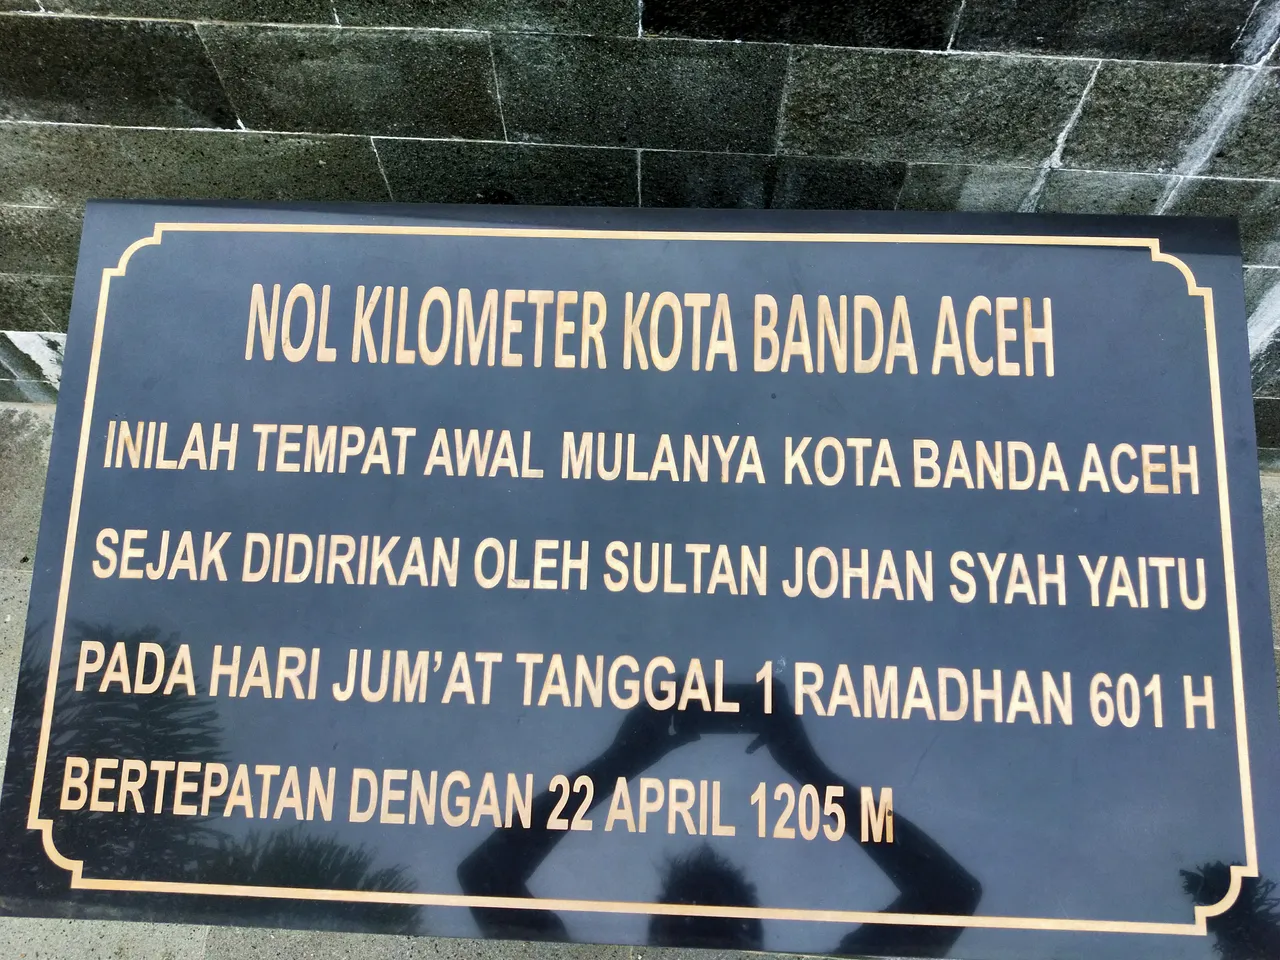 NOL KILOMETER KOTA BANDA ACEH
INILAH TEMPAT AWAL MULANYA KOTA BANDA ACEH
SEJAK DIDIRIKAN OLEH SULTAN JOHAN SYAH YAITU
PADA HARI JUM'AT TANGGAL 1 RAMADHAN 601 H
BERTEPATAN DENGAN 22 APRIL 1205 M